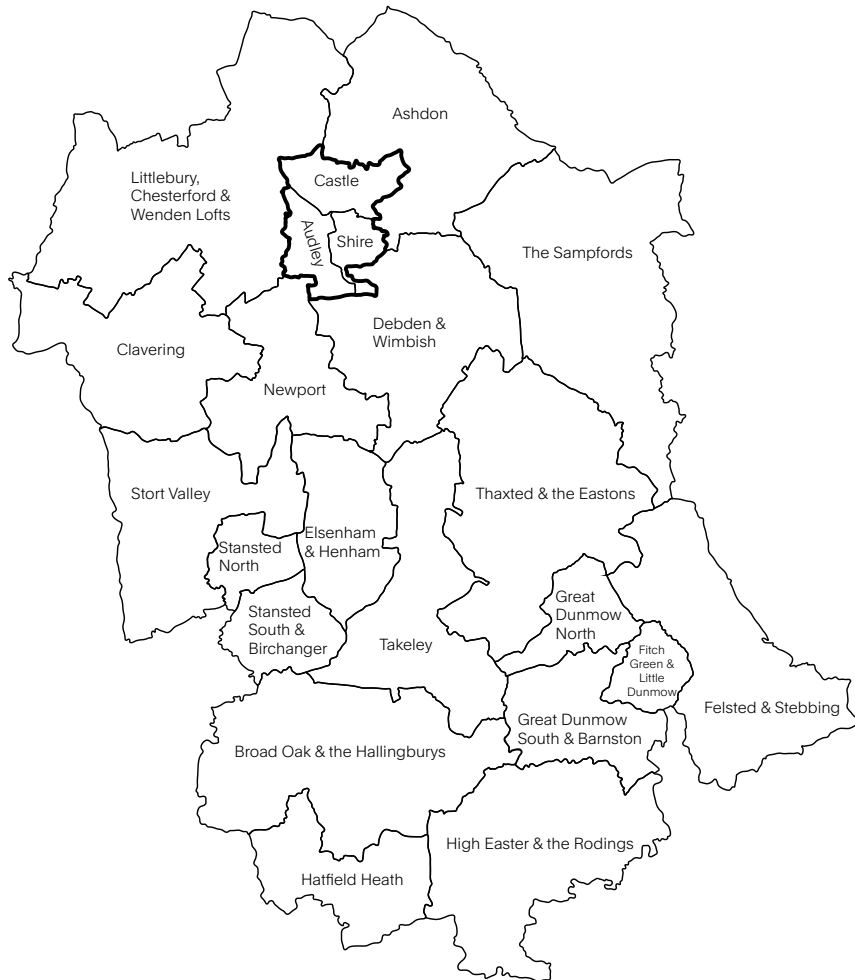 Ashdon
Littlebury,
Chesterford &
Wenden Lofts
Castle
Audley
Shire
The Sampfords
Debden &
Wimbish
Clavering
Newport
Stort Valley
Thaxted & the Eastons
Elsenham
& Henham
Stansted
North
Great
Dunmow
North
Stansted
South &
Birchanger
Takeley
Fitch
Green &
Little
Dunmow
Felsted & Stebbing
Great Dunmow
South & Barnston
Broad Oak & the Hallingburys
High Easter & the Rodings
Hatfield Heath